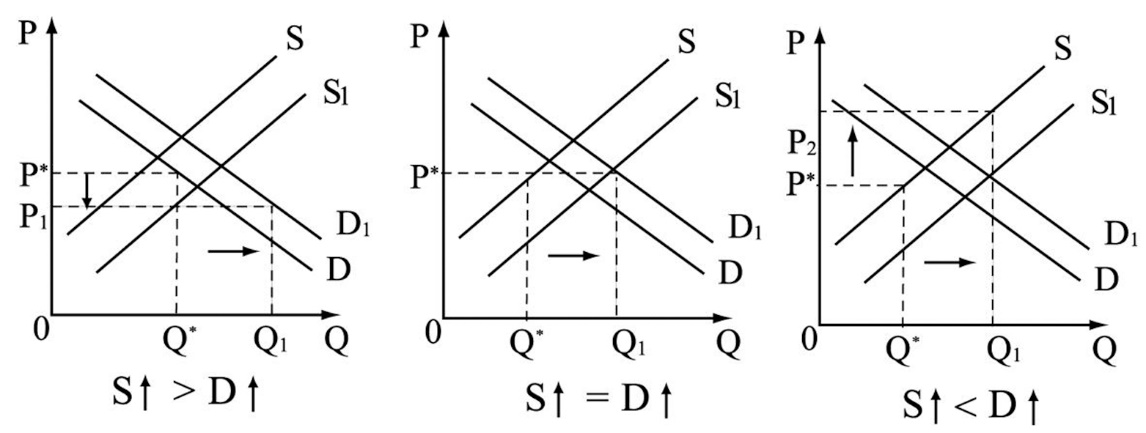 P
S
S1
P*
P1
D1
D
0
Q*
Q1
Q
S↑ > D↑
P
S
S1
P*
D1
D
0
Q*
Q1
Q
S↑ = D↑
P
S
S1
P2
P*
D1
D
0
Q*
Q1
Q
S↑ < D↑